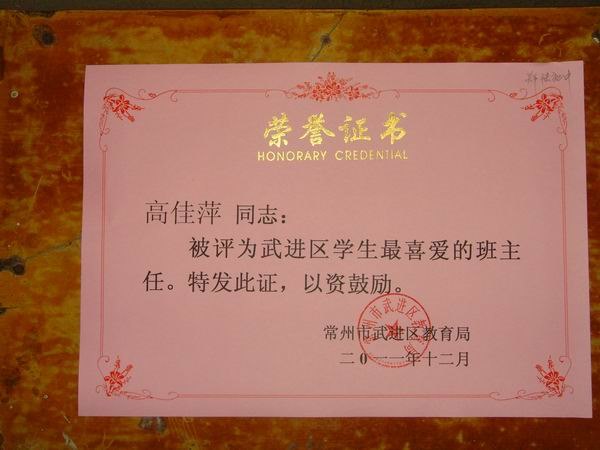 荣誉证书
HONORARY CREDENTIAL
高佳萍 同志：
被评为武进区学生最喜爱的班主
任。特发此证，以资鼓励。
常州市武进区教育局
二0一一年十二月